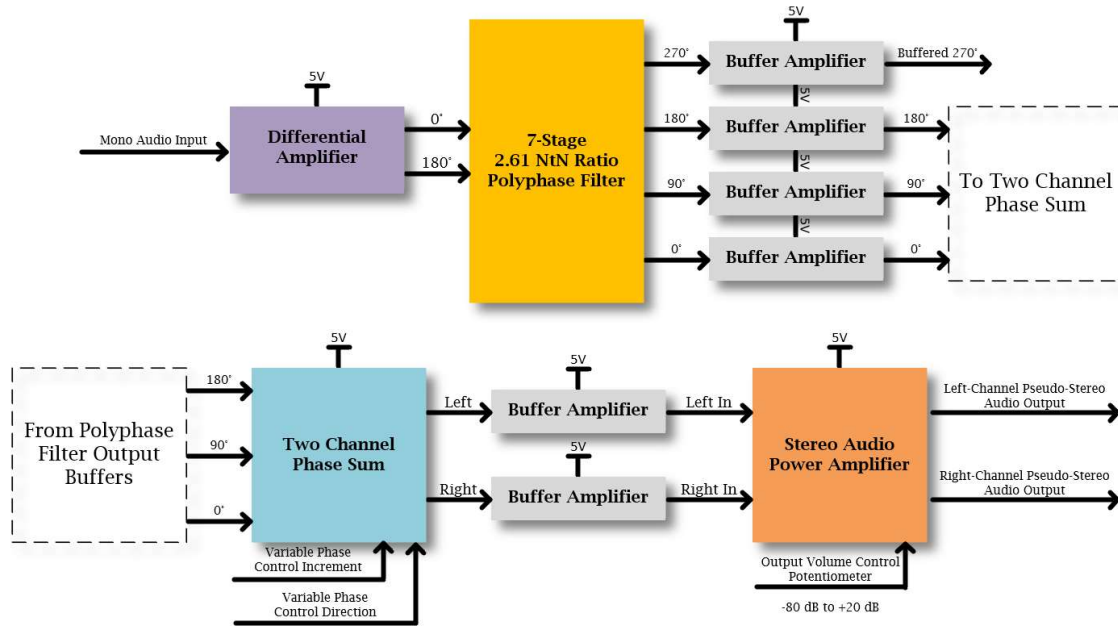 5V
270°
Buffer Amplifier
Buffered 270°
5V
5V
Mono Audio Input
Differential
Amplifier
0°
180°
7-Stage
2.61 NtN Ratio
Polyphase Filter
180°
Buffer Amplifier
180°
5V
90°
Buffer Amplifier
90°
5V
0°
Buffer Amplifier
0°
To Two Channel
Phase Sum
From Polyphase
Filter Output
Buffers
180°
90°
0°
5V
Two Channel
Phase Sum
Variable Phase
Control Increment
Variable Phase
Control Direction
Left
5V
Buffer Amplifier
Left In
Right
5V
Buffer Amplifier
Right In
5V
Stereo Audio
Power Amplifier
Output Volume Control
Potentiometer
-80 dB to +20 dB
Left-Channel Pseudo-Stereo
Audio Output
Right-Channel Pseudo-Stereo
Audio Output